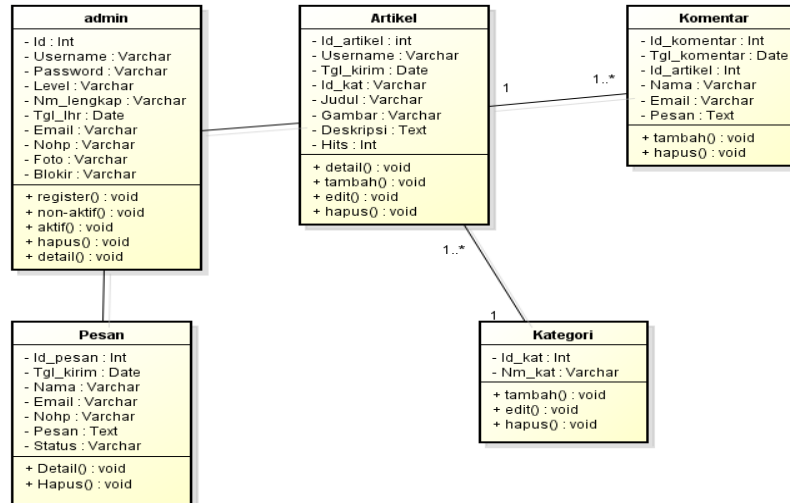 admin
- Id : Int
- Username : Varchar
- Password : Varchar
- Level : Varchar
- Nm_lengkap : Varchar
- Tgl_lhr : Date
- Email : Varchar
- Nohp : Varchar
- Foto : Varchar
- Blokir : Varchar
+ register() : void
+ non-aktif() : void
+ aktif() : void
+ hapus() : void
+ detail() : void
Artikel
- Id_artikel : int
- Username : Varchar
- Tgl_kirim : Date
- Id_kat : Varchar
- Judul : Varchar
- Gambar : Varchar
- Deskripsi : Text
- Hits : Int
+ detail() : void
+ tambah() : void
+ edit() : void
+ hapus() : void
1
1..*
Komentar
- Id_komentar : Int
- Tgl_komentar : Date
- Id_artikel : Int
- Nama : Varchar
- Email : Varchar
- Pesan : Text
+ tambah() : void
+ hapus() : void
1..*
1
Pesan
- Id_pesan : Int
- Tgl_kirim : Date
- Nama : Varchar
- Email : Varchar
- Nohp : Varchar
- Pesan : Text
- Status : Varchar
+ Detail() : void
+ Hapus() : void
Kategori
- Id_kat : Int
- Nm_kat : Varchar
+ tambah() : void
+ edit() : void
+ hapus() : void